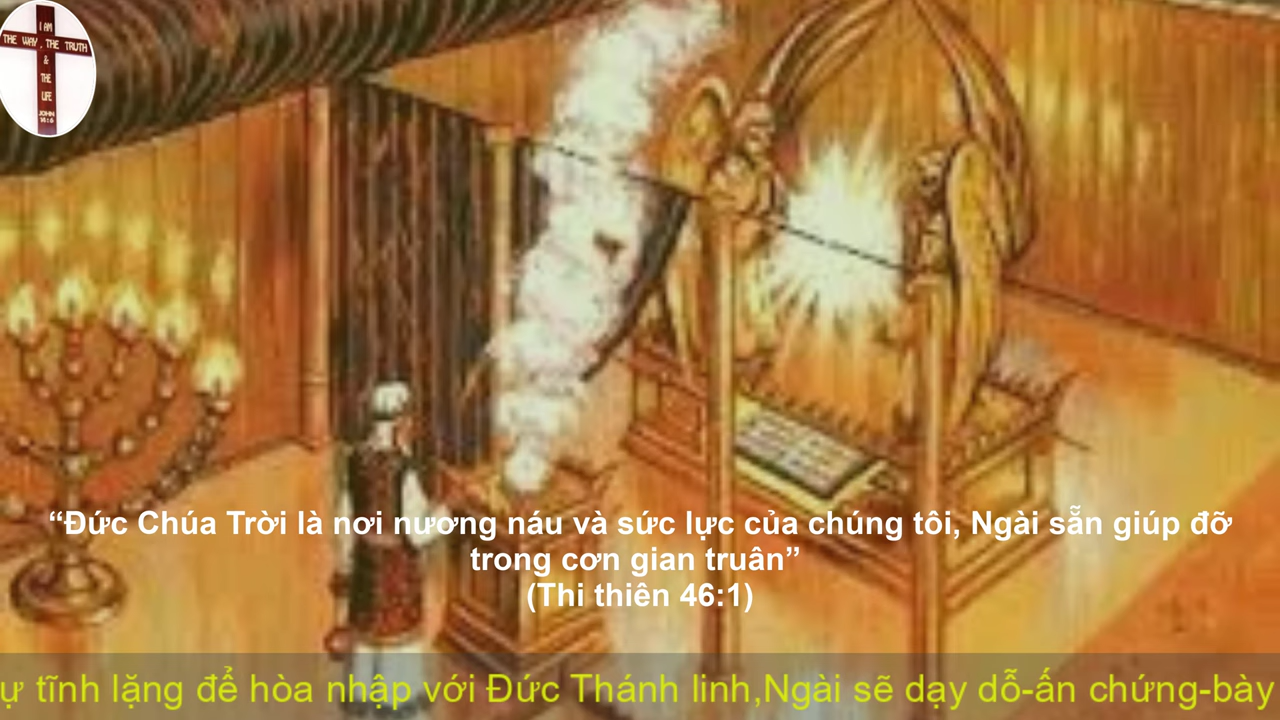 I AM
THE WAY , THE TRUTH
&
THE
LIFE
JOHN
14:6
“Đức Chúa Trời là nơi nương náu và sức lực của chúng tôi, Ngài sẵn giúp đỡ
trong cơn gian truân”
(Thi thiên 46:1)
ự tĩnh lặng để hòa nhập với Đức Thánh linh,Ngài sẽ dạy dỗ-ấn chứng-bày